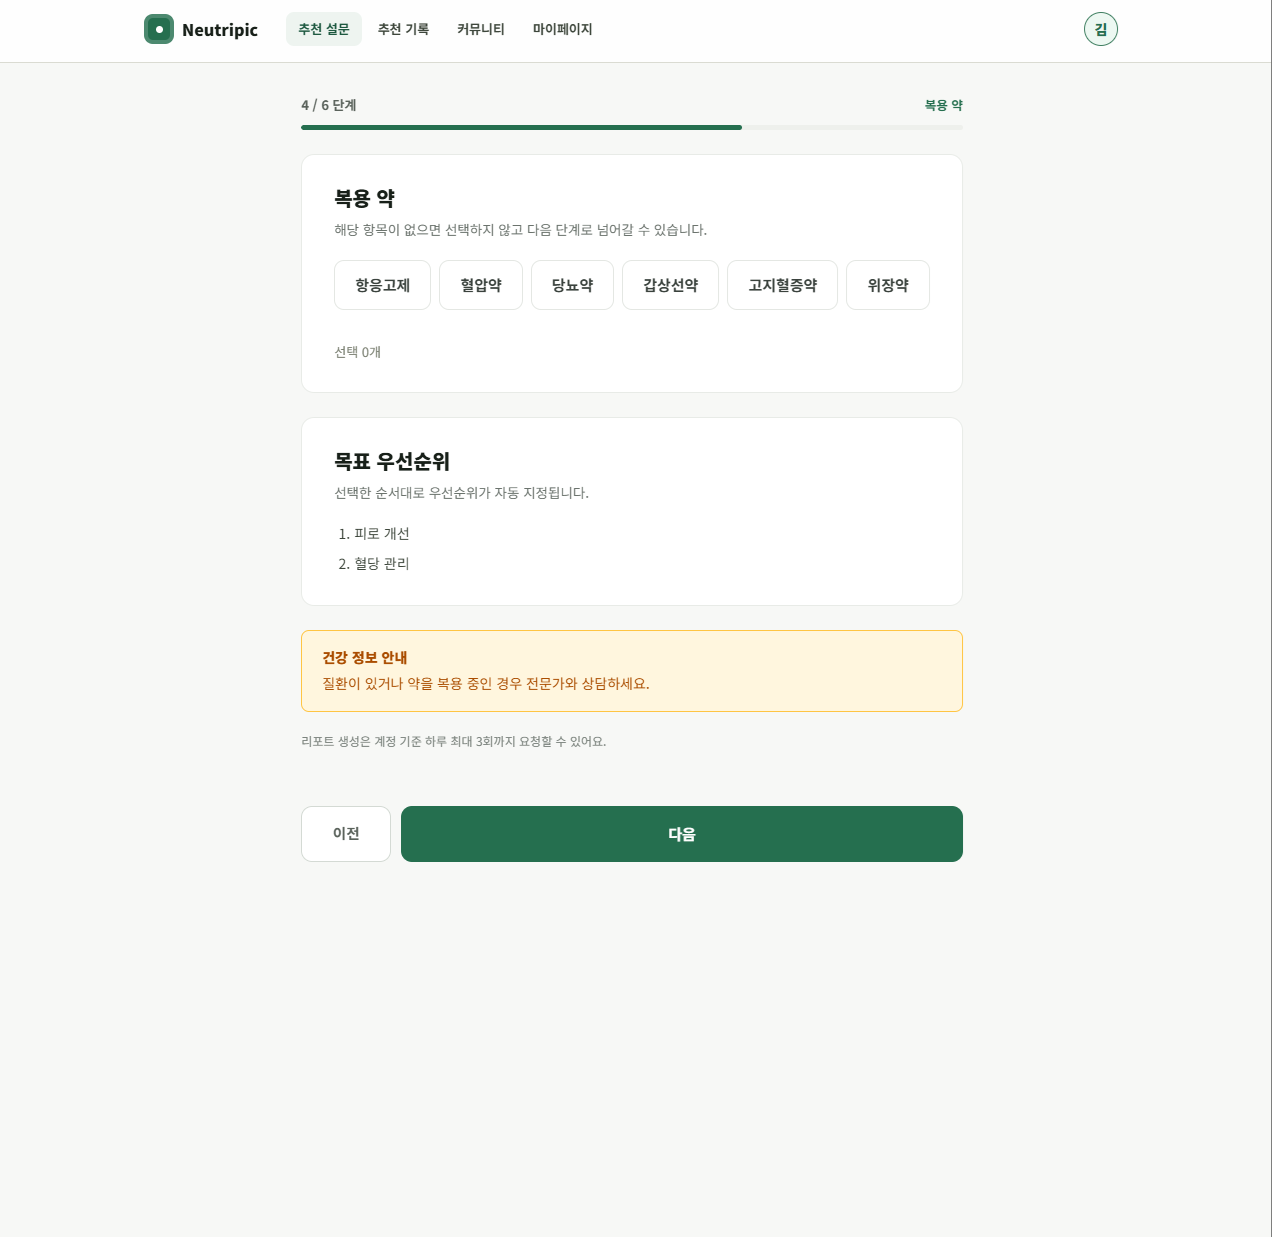 Neutripic 추천 설문 추천 기록 커뮤니티 마이페이지 김
4 / 6 단계 복용 약
복용 약
해당 항목이 없으면 선택하지 않고 다음 단계로 넘어갈 수 있습니다.
항응고제 혈압약 당뇨약 갑상선약 고지혈증약 위장약
선택 0개
목표 우선순위
선택한 순서대로 우선순위가 자동 지정됩니다.
1. 피로 개선
2. 혈당 관리
건강 정보 안내
질환이 있거나 약을 복용 중인 경우 전문가와 상담하세요.
리포트 생성은 계정 기준 하루 최대 3회까지 요청할 수 있어요.
이전 다음